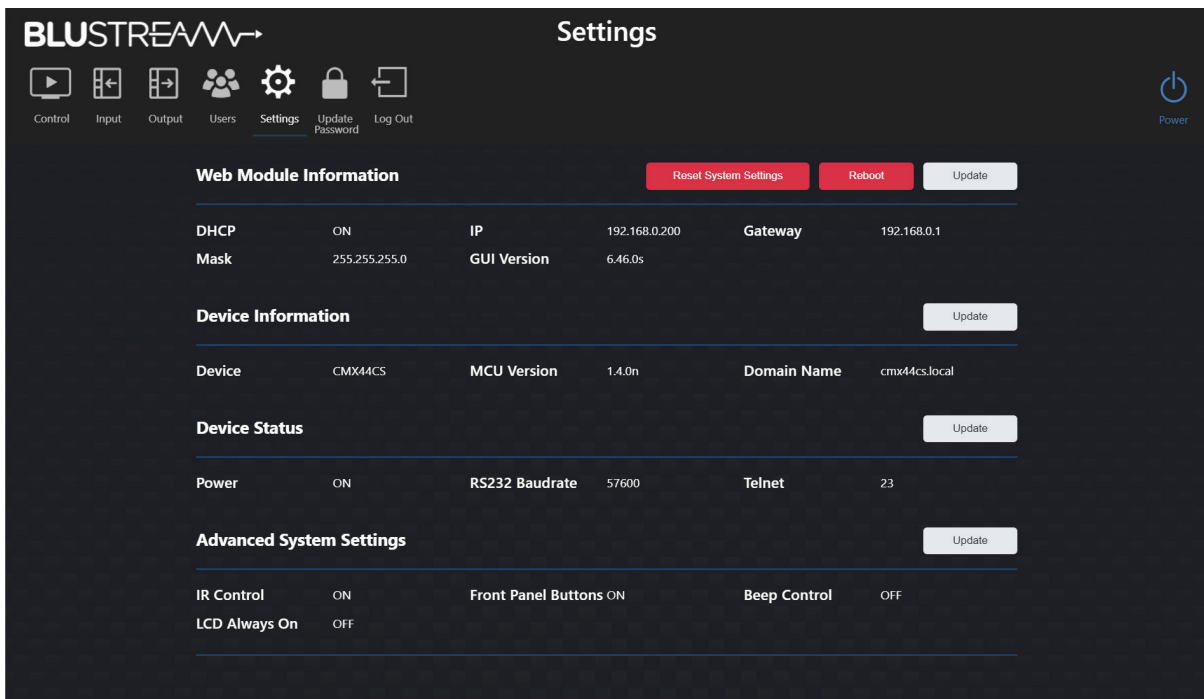 BLUSTREAM
Settings
Control Input Output Users Settings Update Password Log Out
Power
Web Module Information Reset System Settings Reboot Update
DHCP ON IP 192.168.0.200 Gateway 192.168.0.1
Mask 255.255.255.0 GUI Version 6.46.0s
Device Information Update
Device CMX44CS MCU Version 1.4.0n Domain Name cmx44cs.local
Device Status Update
Power ON RS232 Baudrate 57600 Telnet 23
Advanced System Settings Update
IR Control ON Front Panel Buttons ON Beep Control OFF
LCD Always On OFF